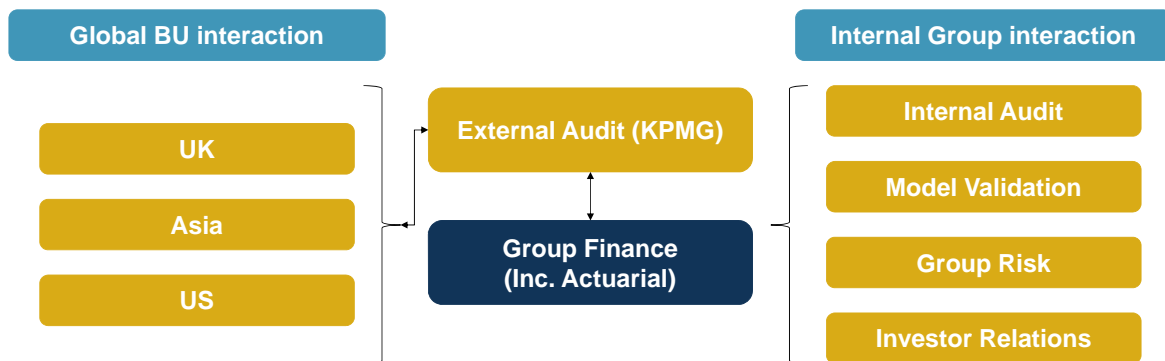 Global BU interaction
Internal Group interaction
UK
Asia
US
External Audit (KPMG)
Group Finance
(Inc. Actuarial)
Internal Audit
Model Validation
Group Risk
Investor Relations